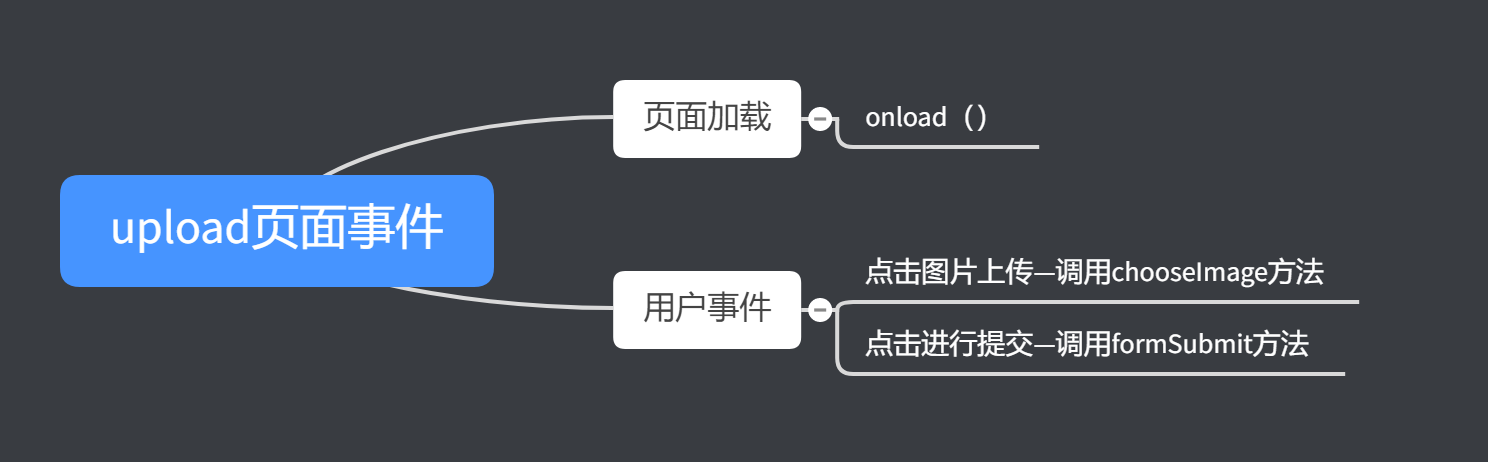 upload页面事件
页面加载
onload（）
用户事件
点击图片上传—调用chooseImage方法
点击进行提交—调用formSubmit方法